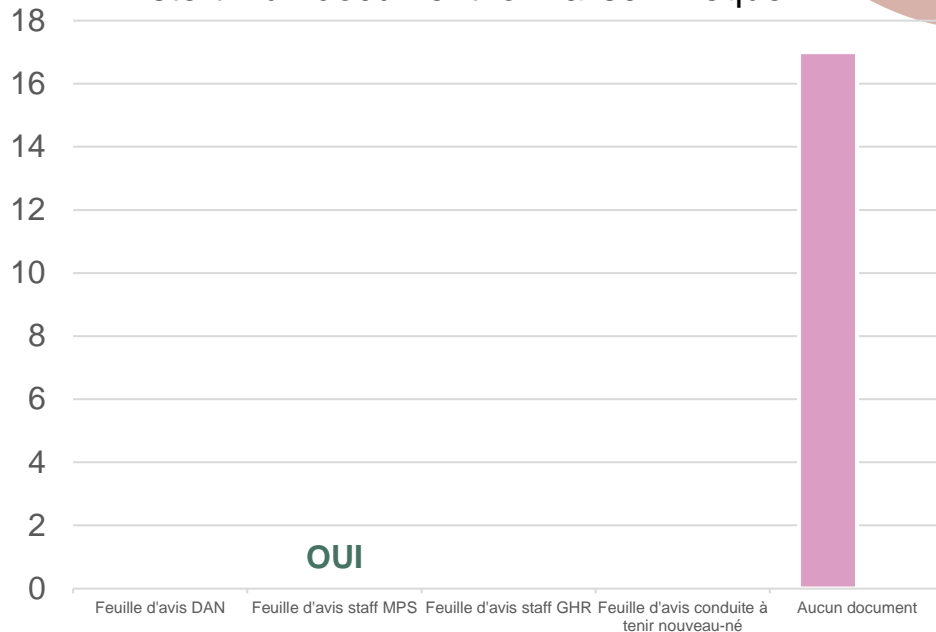 18
16
14
12
10
8
6
4
2
0
OUI
Feuille d'avis DAN
Feuille d'avis staff MPS
Feuille d'avis staff GHR
Feuille d'avis conduite à
tenir nouveau-né
Aucun document